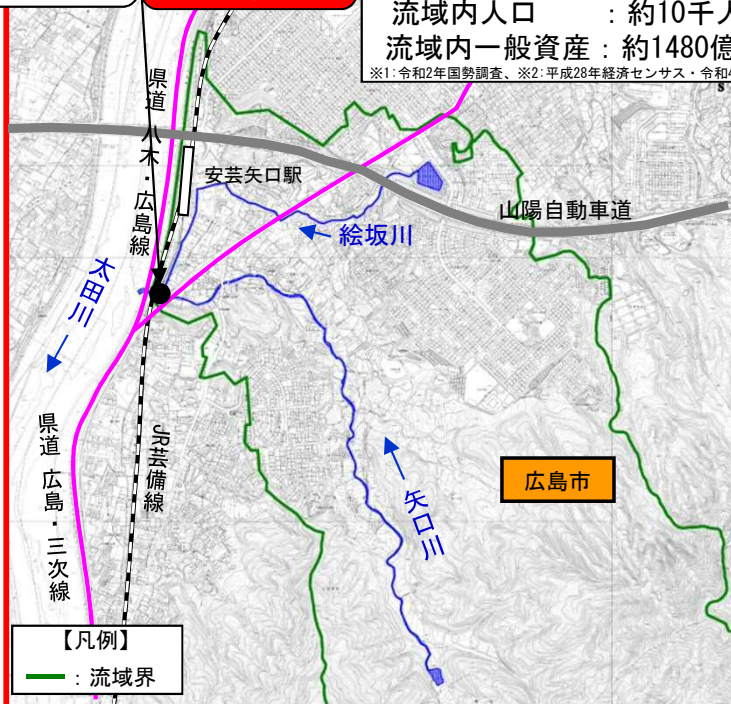 流域内人口 : 約10千人
流域内一般資産 : 約1480億
※1:令和2年国勢調査、※2:平成28年経済センサス・令和4
県道 八木・広島線
安芸矢口駅
山陽自動車道
絵坂川
太田川
県道 広島・三次線
JR芸備線
矢口川
広島市
【凡例】
: 流域界